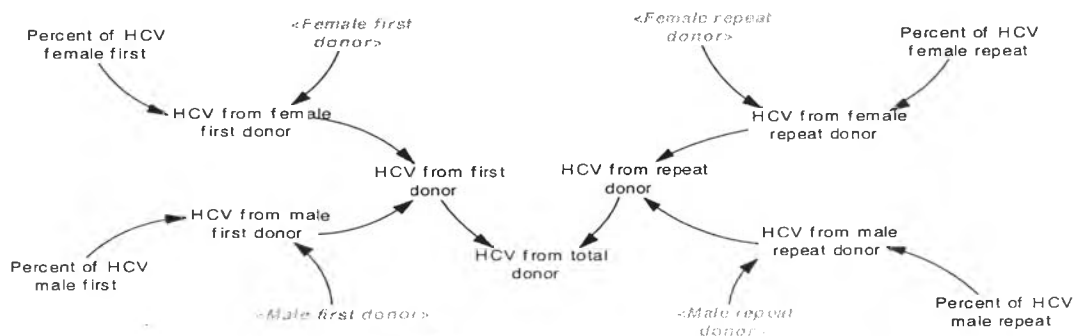 Percent of HCV
female first
<Female first
donor>
<Female repeat
donor>
Percent of HCV
female repeat
HCV from female
first donor
HCV from female
repeat donor
HCV from first
donor
HCV from repeat
donor
HCV from male
first donor
HCV from male
repeat donor
HCV from total
donor
Percent of HCV
male first
<Male first donor>
<Male repeat
donor>
Percent of HCV
male repeat